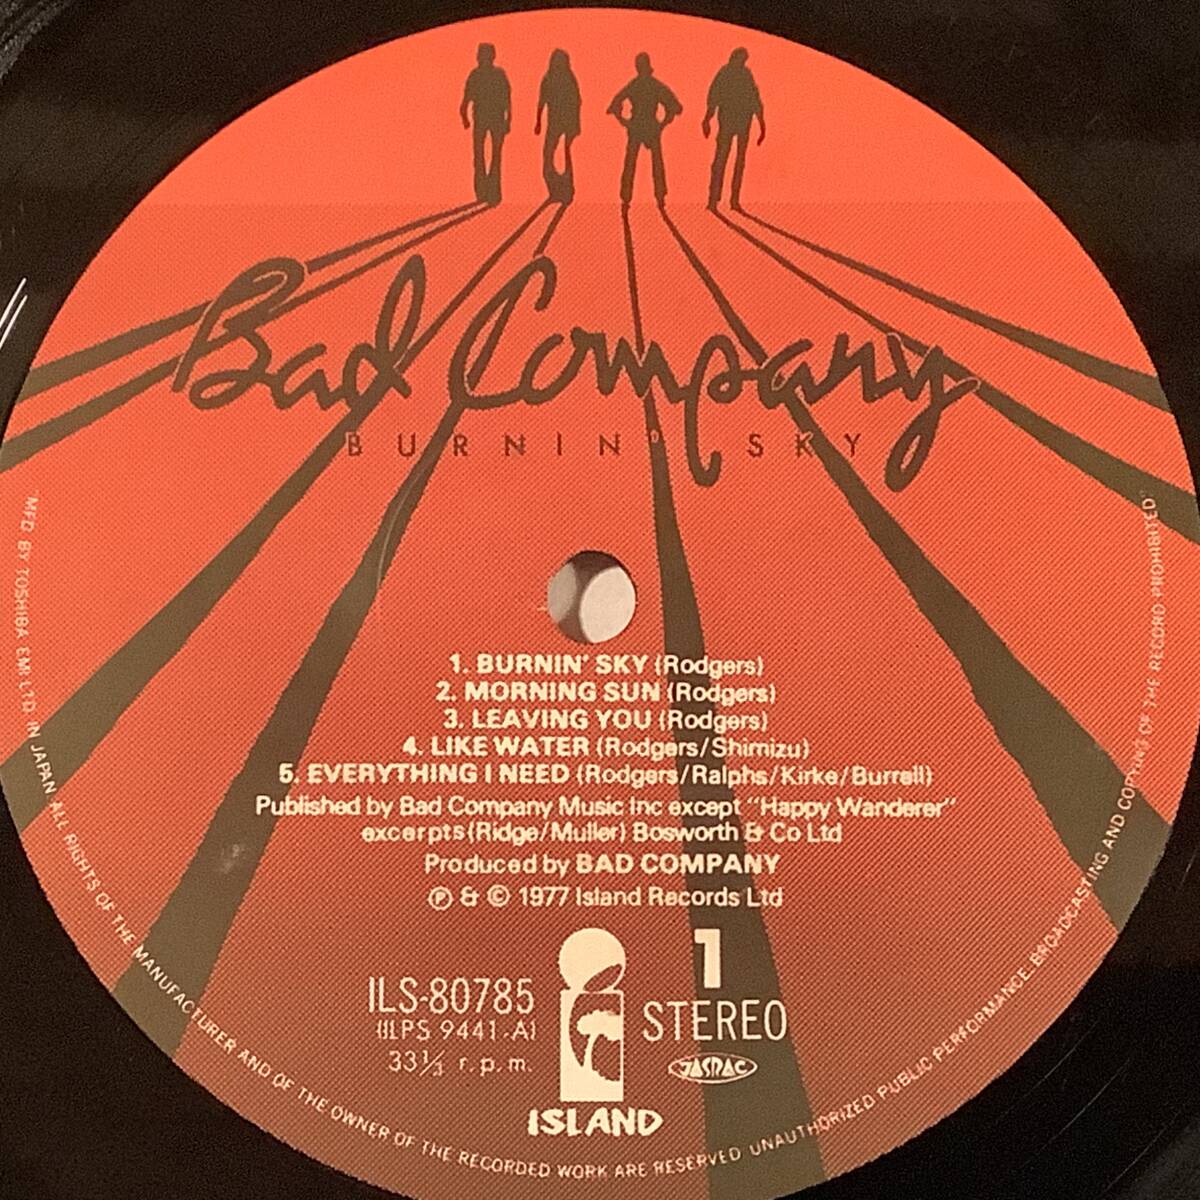 Bad Company
BURNIN' SKY
1. BURNIN' SKY (Rodgers)
2. MORNING SUN (Rodgers)
3. LEAVING YOU (Rodgers)
4. LIKE WATER (Rodgers/Shimizu)
5. EVERYTHING I NEED (Rodgers/Ralphs/Kirke/Burrell)
Published by Bad Company Music Inc except "Happy Wanderer"
excerpts (Ridge/Muller) Bosworth & Co Ltd
Produced by BAD COMPANY
℗ & © 1977 Island Records Ltd
ILS-80785
(ILPS 9441-A)
33⅓ r.p.m.
1
STEREO
JASRAC
ISLAND
MFD. BY TOSHIBA EMI LTD. IN JAPAN ALL RIGHTS OF THE MANUFACTURER AND OF THE OWNER OF THE RECORDED WORK ARE RESERVED UNAUTHORIZED PUBLIC PERFORMANCE, BROADCASTING AND COPYING OF THE RECORD PROHIBITED.